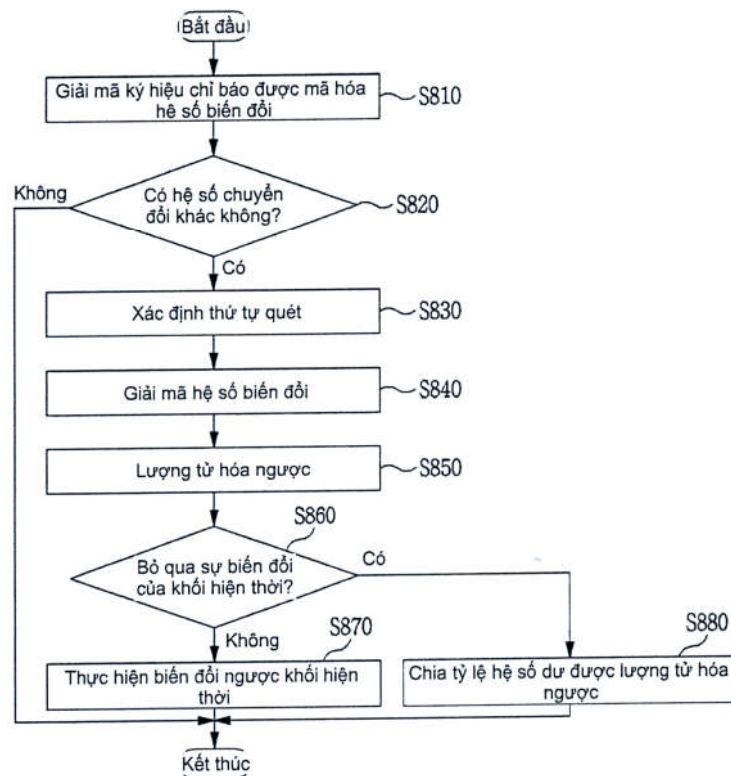 Bắt đầu
Giải mã ký hiệu chỉ báo được mã hóa
hệ số biến đổi
S810
Không
Có hệ số chuyển
đổi khác không?
S820
Có
Xác định thứ tự quét
S830
Giải mã hệ số biến đổi
S840
Lượng tử hóa ngược
S850
S860
Bỏ qua sự biến đổi
của khối hiện thời?
Có
Không
S870
S880
Thực hiện biến đổi ngược khối hiện
thời
Chia tỷ lệ hệ số dư được lượng tử hóa
ngược
Kết thúc